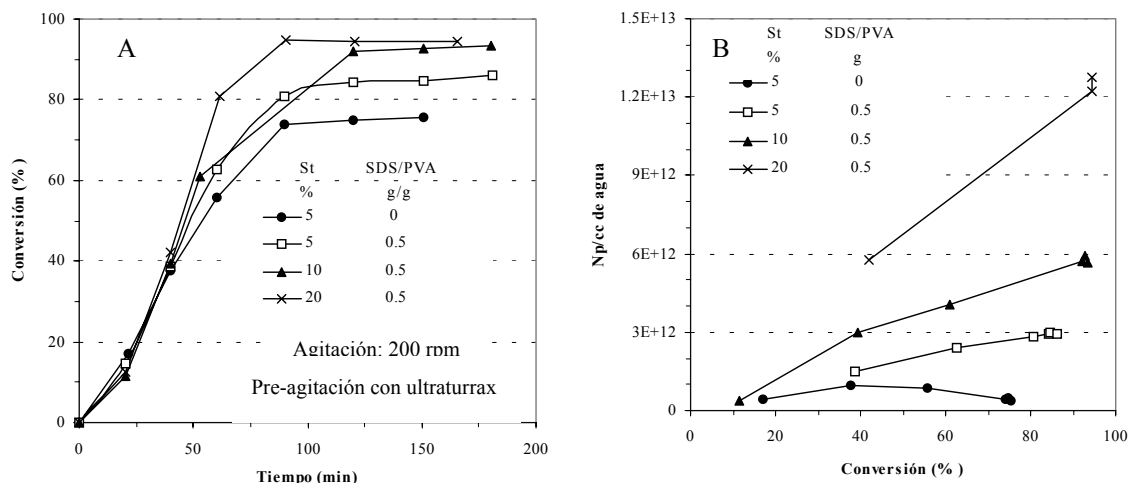 A
100
80
60
40
20
0
Conversión (%)
St SDS/PVA
% g/g
5 0
5 0.5
10 0.5
20 0.5
Agitación: 200 rpm
Pre-agitación con ultraturrax
0 50 100 150 200
Tiempo (min)
B
1.5E+13
1.2E+13
9E+12
6E+12
3E+12
0
Np/cc de agua
St SDS/PVA
% g
5 0
5 0.5
10 0.5
20 0.5
0 20 40 60 80 100
Conversión (%)